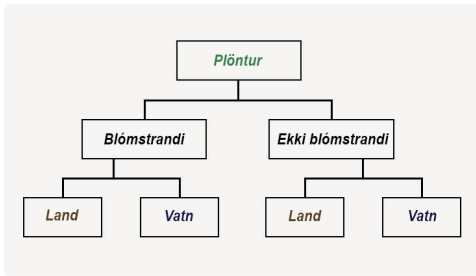 Plöntur
Blómstrandi
Ekki blómstrandi
Land
Vatn
Land
Vatn